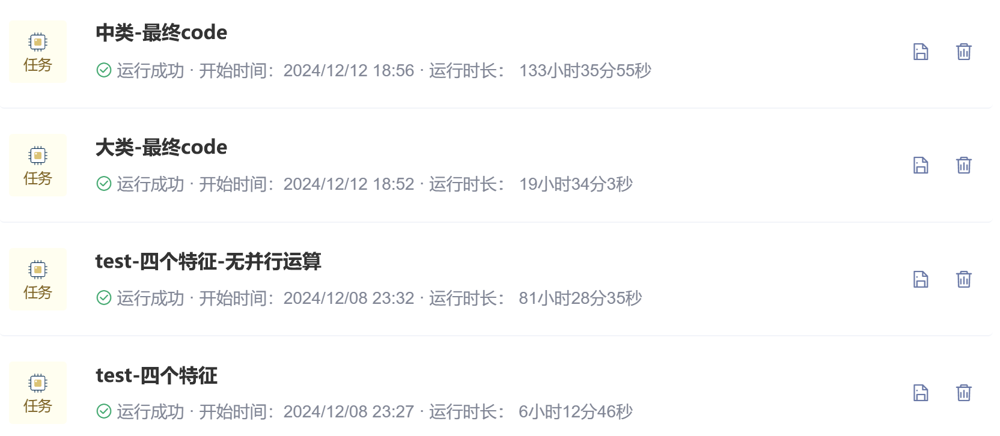 中类-最终code
任务
运行成功 · 开始时间：2024/12/12 18:56 · 运行时长： 133小时35分55秒
大类-最终code
任务
运行成功 · 开始时间：2024/12/12 18:52 · 运行时长： 19小时34分3秒
test-四个特征-无并行运算
任务
运行成功 · 开始时间：2024/12/08 23:32 · 运行时长： 81小时28分35秒
test-四个特征
任务
运行成功 · 开始时间：2024/12/08 23:27 · 运行时长： 6小时12分46秒